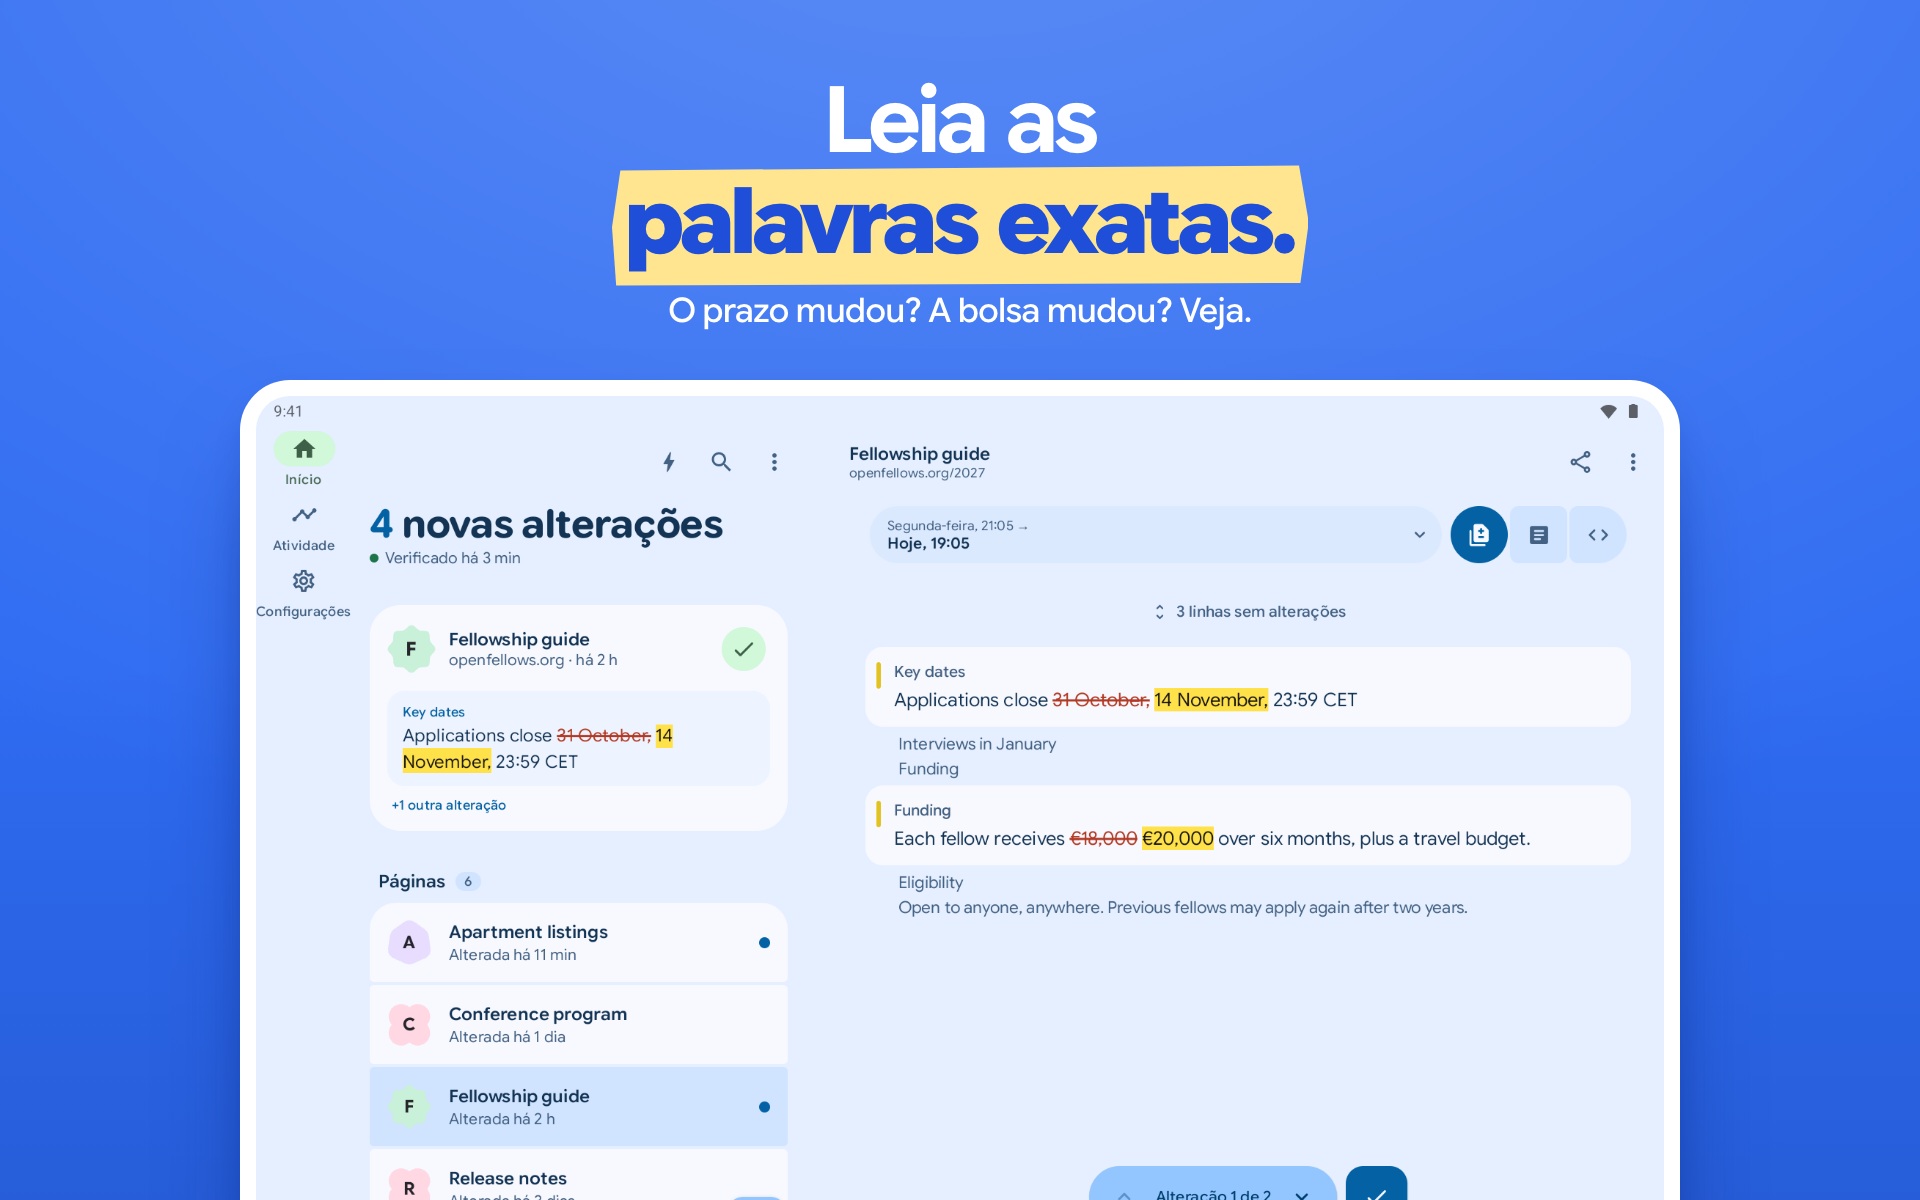 Leia as
palavras exatas.
O prazo mudou? A bolsa mudou? Veja.
9:41
Início
Atividade
Configurações
4 novas alterações
Verificado há 3 min
F
Fellowship guide
openfellows.org · há 2 h
Key dates
Applications close 31 October, 14
November, 23:59 CET
+1 outra alteração
Páginas 6
A
Apartment listings
Alterada há 11 min
C
Conference program
Alterada há 1 dia
F
Fellowship guide
Alterada há 2 h
R
Release notes
Alterada há 3 dias
Fellowship guide
openfellows.org/2027
Segunda-feira, 21:05 →
Hoje, 19:05
3 linhas sem alterações
Key dates
Applications close 31 October, 14 November, 23:59 CET
Interviews in January
Funding
Funding
Each fellow receives €18,000 €20,000 over six months, plus a travel budget.
Eligibility
Open to anyone, anywhere. Previous fellows may apply again after two years.
Alteração 1 de 2